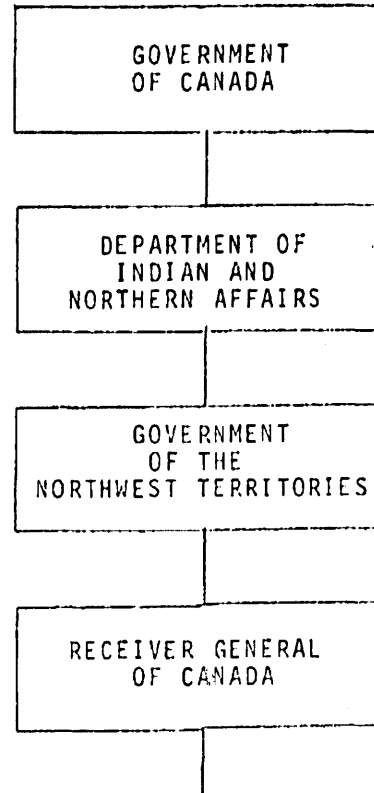 GOVERNMENT
OF CANADA
DEPARTMENT OF
INDIAN AND
NORTHERN AFFAIRS
GOVERNMENT
OF THE
NORTHWEST TERRITORIES
RECEIVER GENERAL
OF CANADA